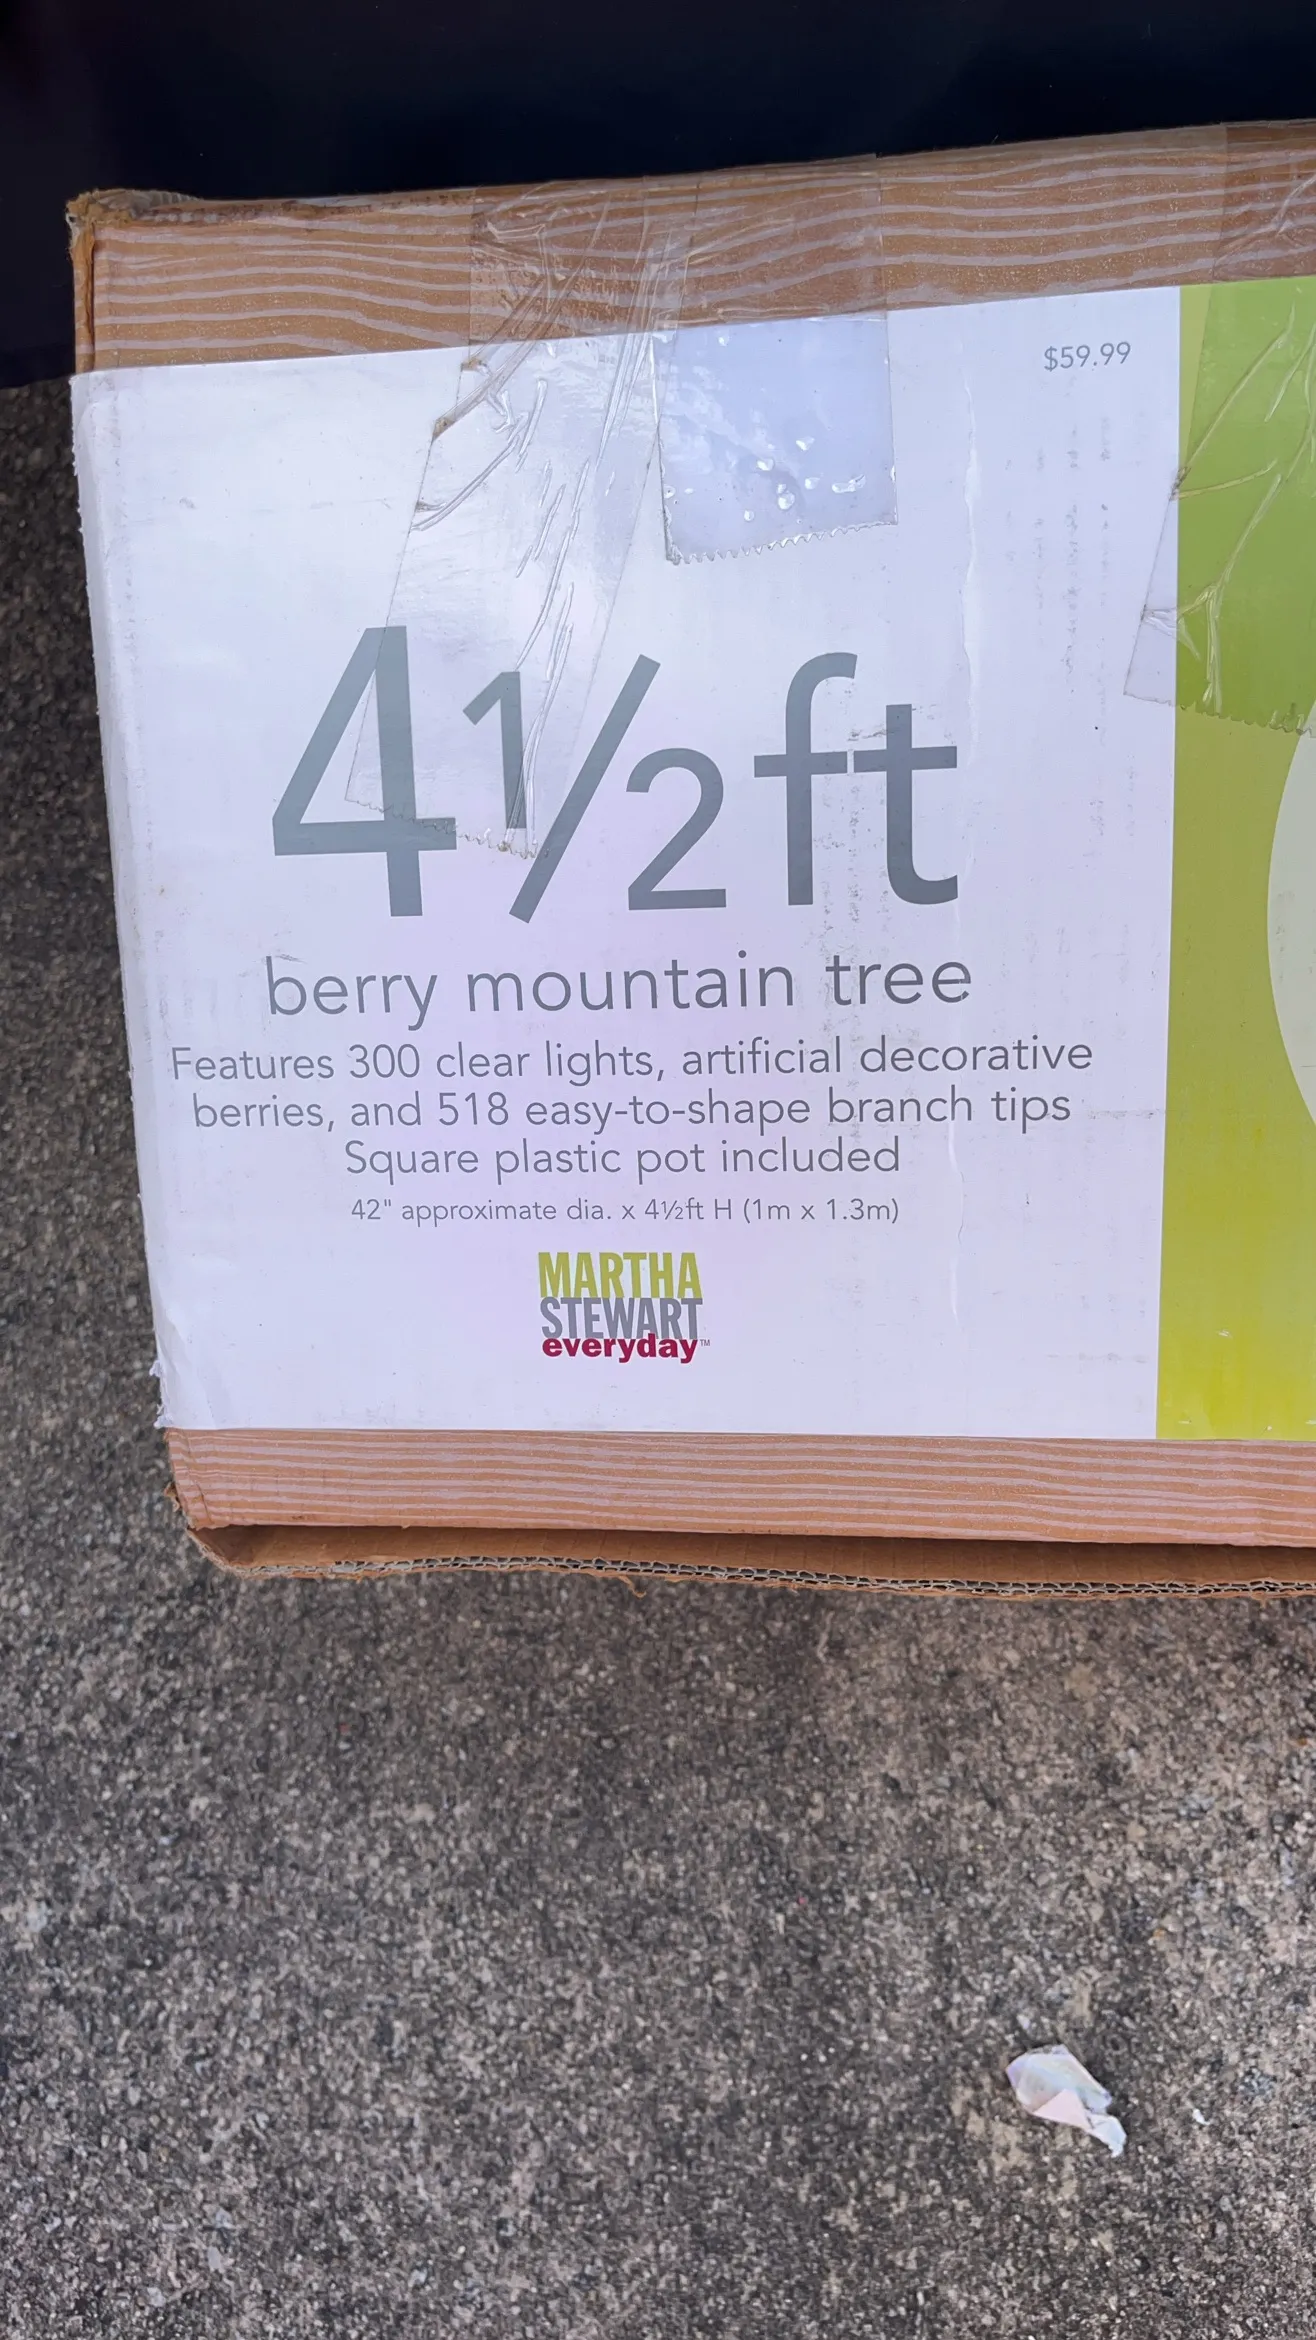 $59.99
4½ft
berry mountain tree
Features 300 clear lights, artificial decorative
berries, and 518 easy-to-shape branch tips
Square plastic pot included
42" approximate dia. x 4½ft H (1m x 1.3m)
MARTHA
STEWART
everyday™